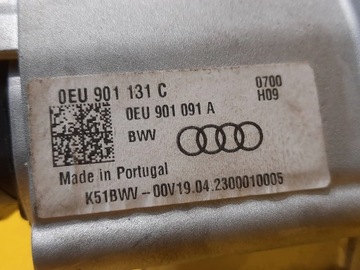 0EU 901 131 C
0700
H09
0EU 901 091 A
BWV
Made in Portugal
K51BWV-00V19.04.2300010005